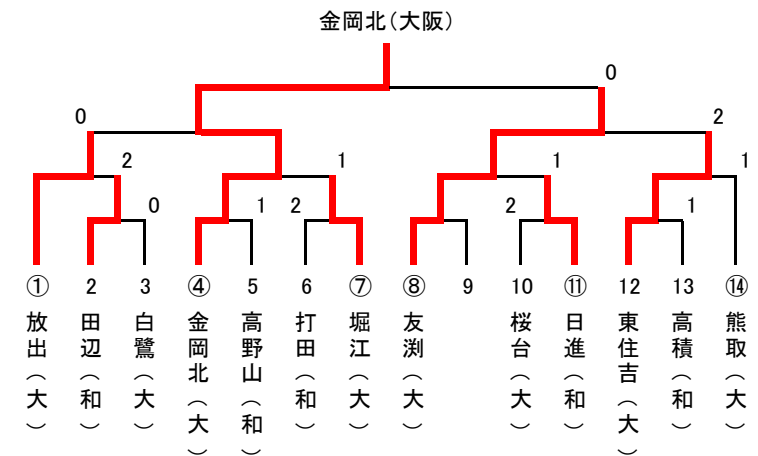 金岡北（大阪）
0
0
2
2
1
1
1
0
1
2
2
1
① 2 3 ④ 5 6 ⑦ ⑧ 9 10 ⑪ 12 13 ⑭
放出（大）
田辺（和）
白鷺（大）
金岡北（大）
高野山（和）
打田（和）
堀江（大）
友渕（大）
桜台（大）
日進（和）
東住吉（大）
高積（和）
熊取（大）